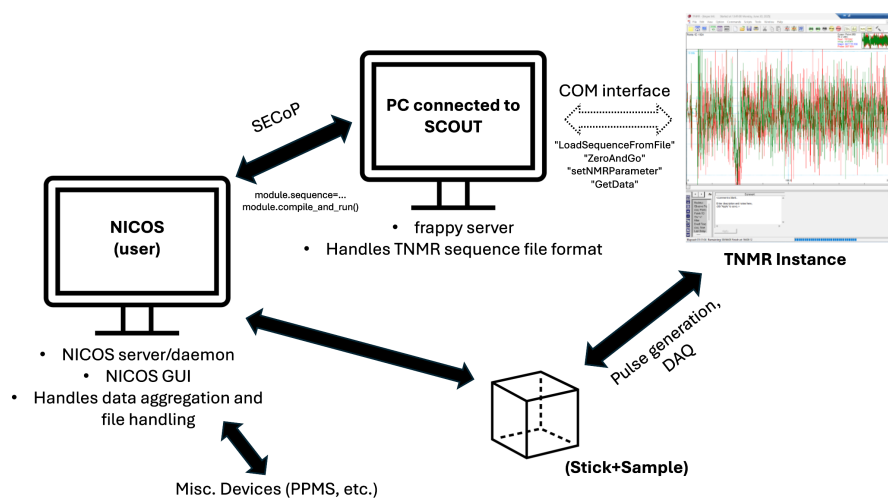 PC connected to
SCOUT
SECoP
COM interface
"LoadSequenceFromFile"
"ZeroAndGo"
"setNMRParameter"
"GetData"
module.sequence=...
module.compile_and_run()
NICOS
(user)
• frappy server
• Handles TNMR sequence file format
TNMR Instance
Pulse generation,
DAQ
• NICOS server/daemon
• NICOS GUI
• Handles data aggregation and
file handling
(Stick+Sample)
Misc. Devices (PPMS, etc.)